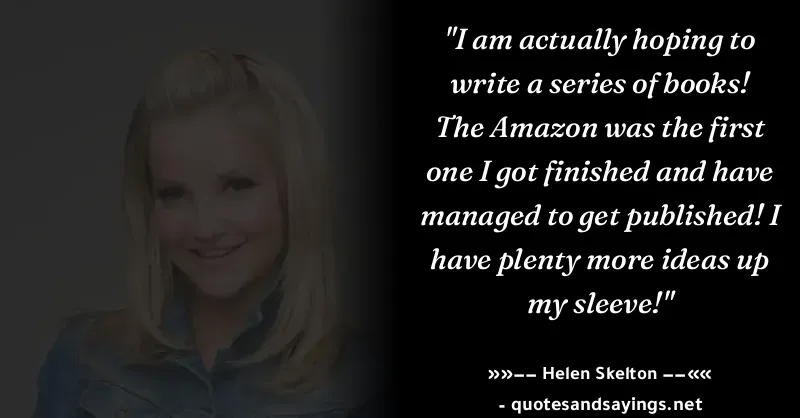 "I am actually hoping to
write a series of books!
The Amazon was the first
one I got finished and have
managed to get published! I
have plenty more ideas up
my sleeve!"
»»−− Helen Skelton −−««
- quotesandsayings.net